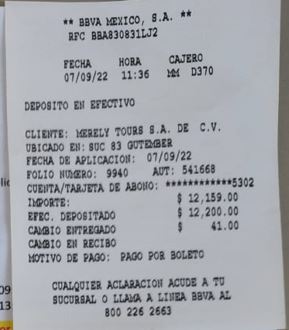 ** BBVA MEXICO, S.A. **
RFC BBA830831LJ2
FECHA HORA CAJERO
07/09/22 11:36 MM D370
DEPOSITO EN EFECTIVO
CLIENTE: MERELY TOURS S.A. DE C.V.
UBICADO EN: SUC 83 GUTEMBER
FECHA DE APLICACION: 07/09/22
FOLIO NUMERO: 9940 AUT: 541668
CUENTA/TARJETA DE ABONO: ************5302
IMPORTE: $ 12,159.00
EFEC. DEPOSITADO $ 12,200.00
CAMBIO ENTREGADO $ 41.00
CAMBIO EN RECIBO
MOTIVO DE PAGO: PAGO POR BOLETO
CUALQUIER ACLARACION ACUDE A TU
SUCURSAL O LLAMA A LINEA BBVA AL
800 226 2663